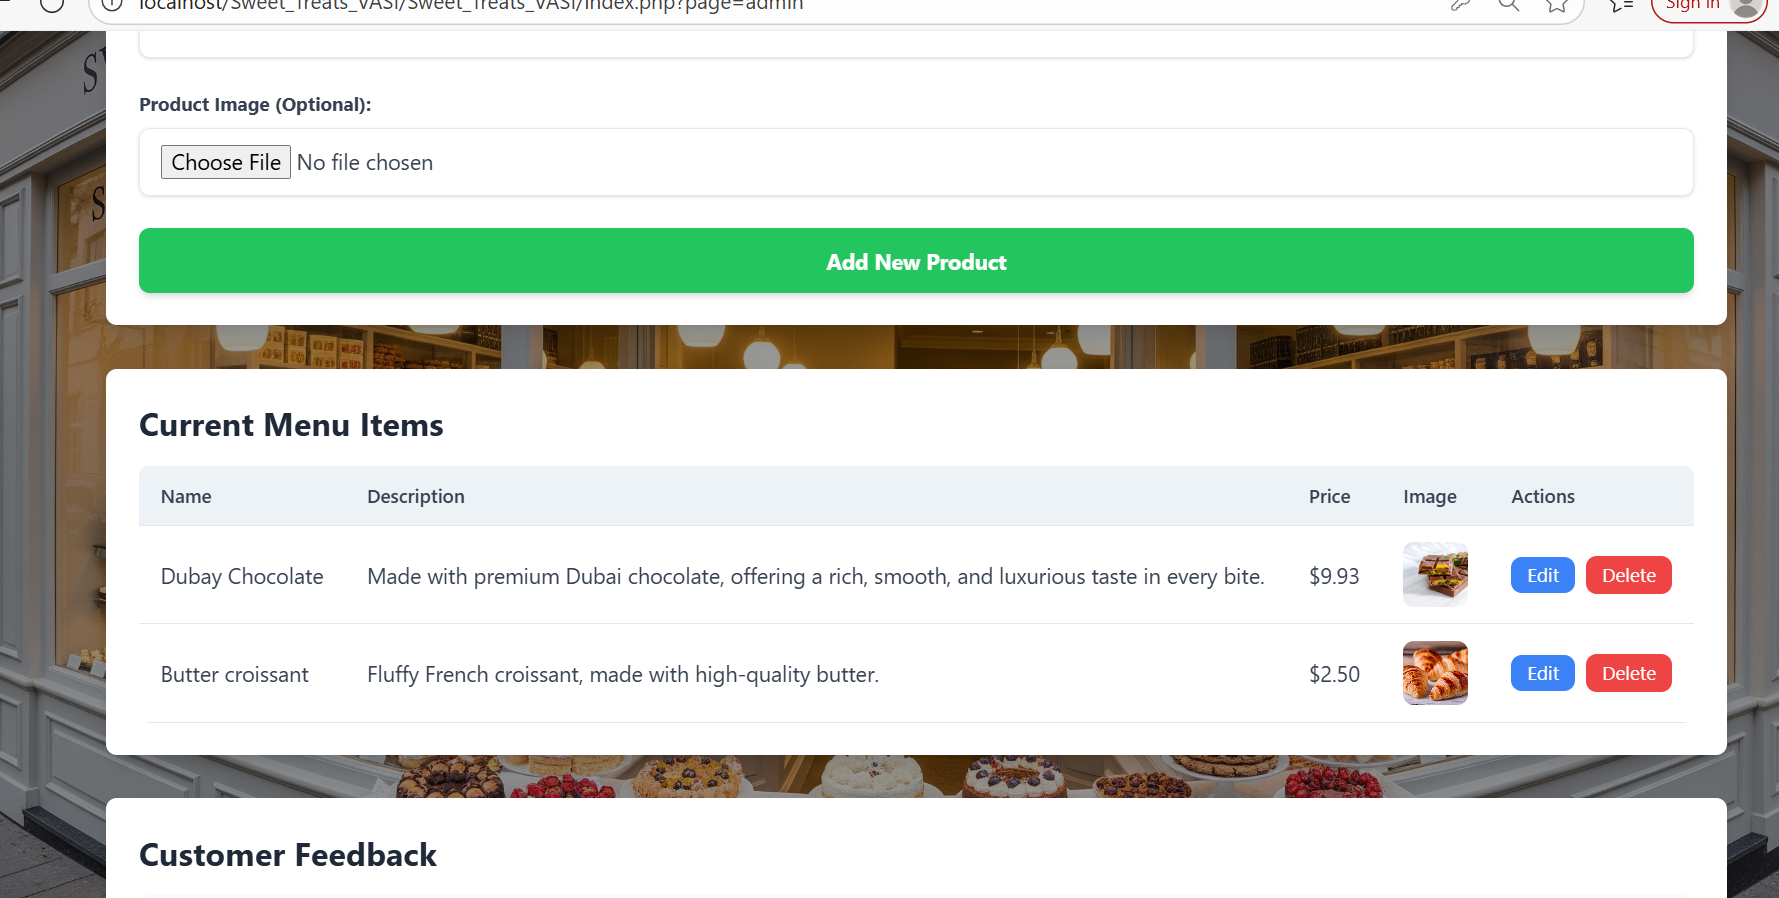 localhost/Sweet_Treats_VASI/Sweet_Treats_VASI/index.php?page=admin
Sign in
Product Image (Optional):
Choose File No file chosen
Add New Product
Current Menu Items
Name Description Price Image Actions
Dubay Chocolate Made with premium Dubai chocolate, offering a rich, smooth, and luxurious taste in every bite. $9.93 Edit Delete
Butter croissant Fluffy French croissant, made with high-quality butter. $2.50 Edit Delete
Customer Feedback